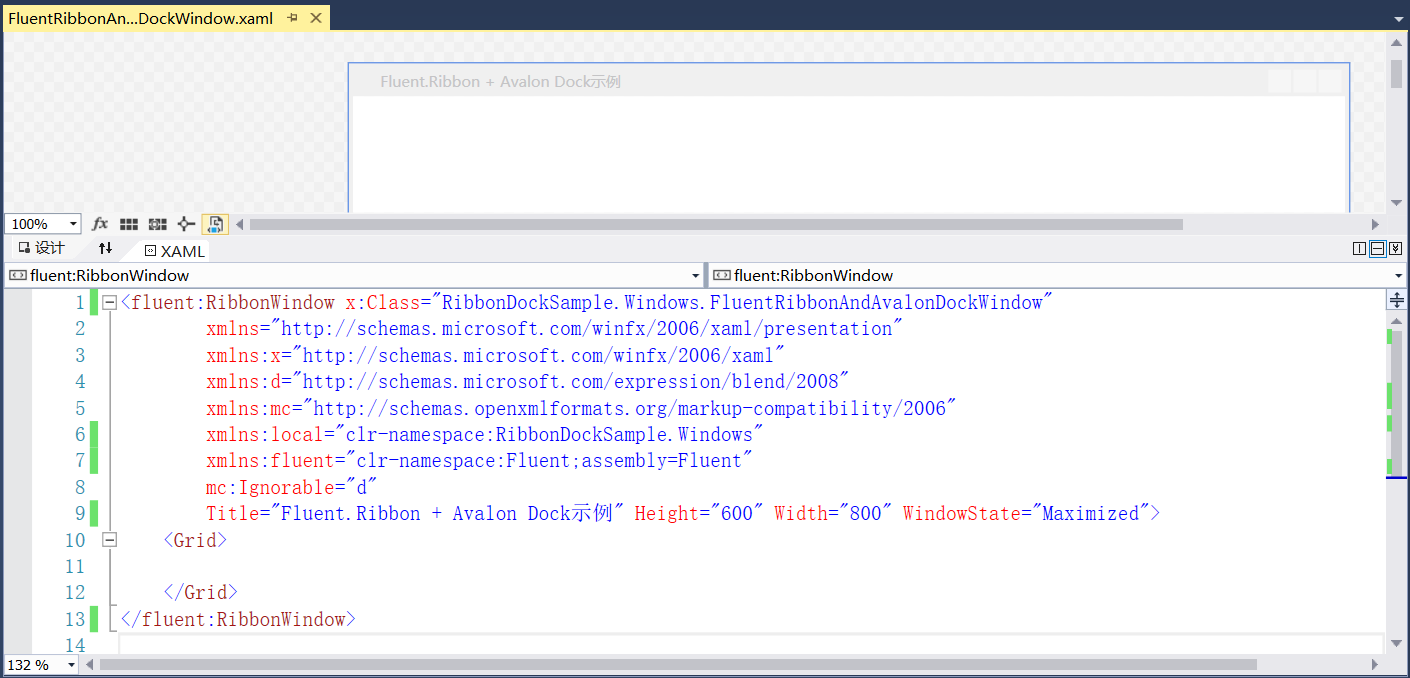 FluentRibbonAn...DockWindow.xaml
Fluent.Ribbon + Avalon Dock示例
100%
fx
设计
XAML
fluent:RibbonWindow
fluent:RibbonWindow
1 <fluent:RibbonWindow x:Class="RibbonDockSample.Windows.FluentRibbonAndAvalonDockWindow"
2 xmlns="http://schemas.microsoft.com/winfx/2006/xaml/presentation"
3 xmlns:x="http://schemas.microsoft.com/winfx/2006/xaml"
4 xmlns:d="http://schemas.microsoft.com/expression/blend/2008"
5 xmlns:mc="http://schemas.openxmlformats.org/markup-compatibility/2006"
6 xmlns:local="clr-namespace:RibbonDockSample.Windows"
7 xmlns:fluent="clr-namespace:Fluent;assembly=Fluent"
8 mc:Ignorable="d"
9 Title="Fluent.Ribbon + Avalon Dock示例" Height="600" Width="800" WindowState="Maximized">
10 <Grid>
11
12 </Grid>
13 </fluent:RibbonWindow>
14
132 %